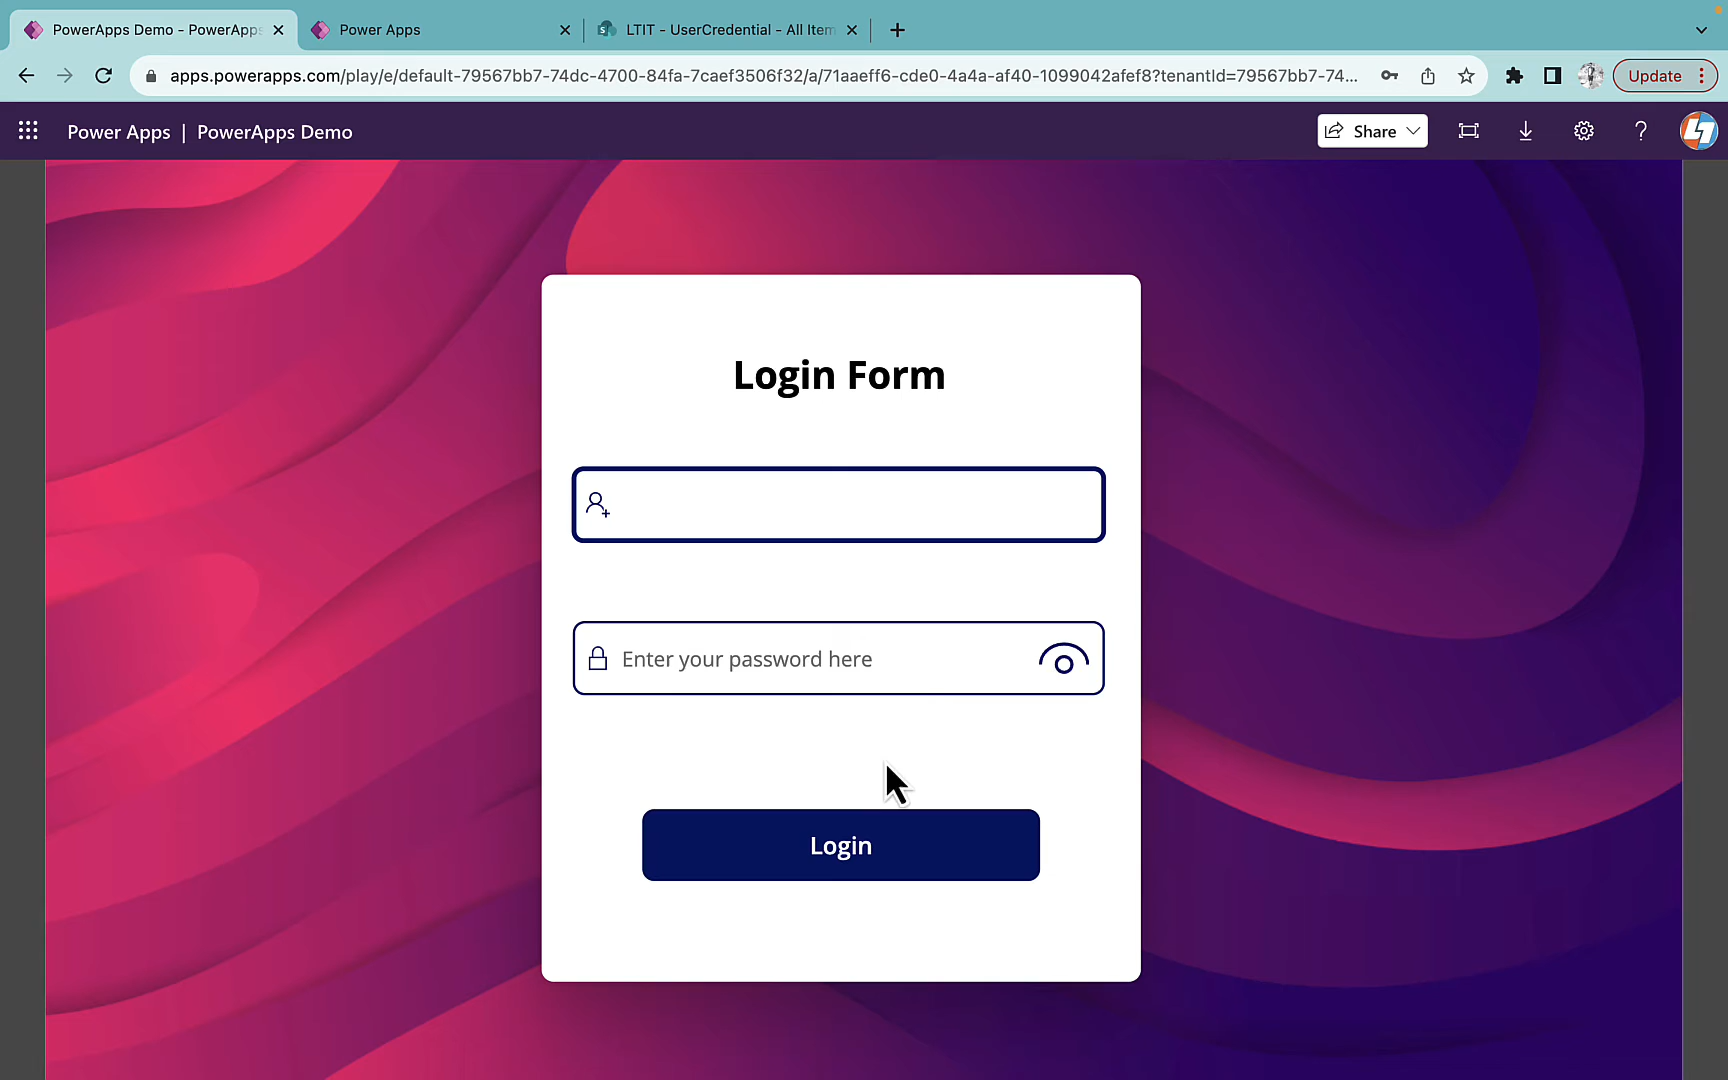 PowerApps Demo - PowerApps
Power Apps
LTIT - UserCredential - All Item
apps.powerapps.com/play/e/default-79567bb7-74dc-4700-84fa-7caef3506f32/a/71aaeff6-cde0-4a4a-af40-1099042afef8?tenantId=79567bb7-74...
Update
Power Apps | PowerApps Demo
Share
?
Login Form
Enter your password here
Login